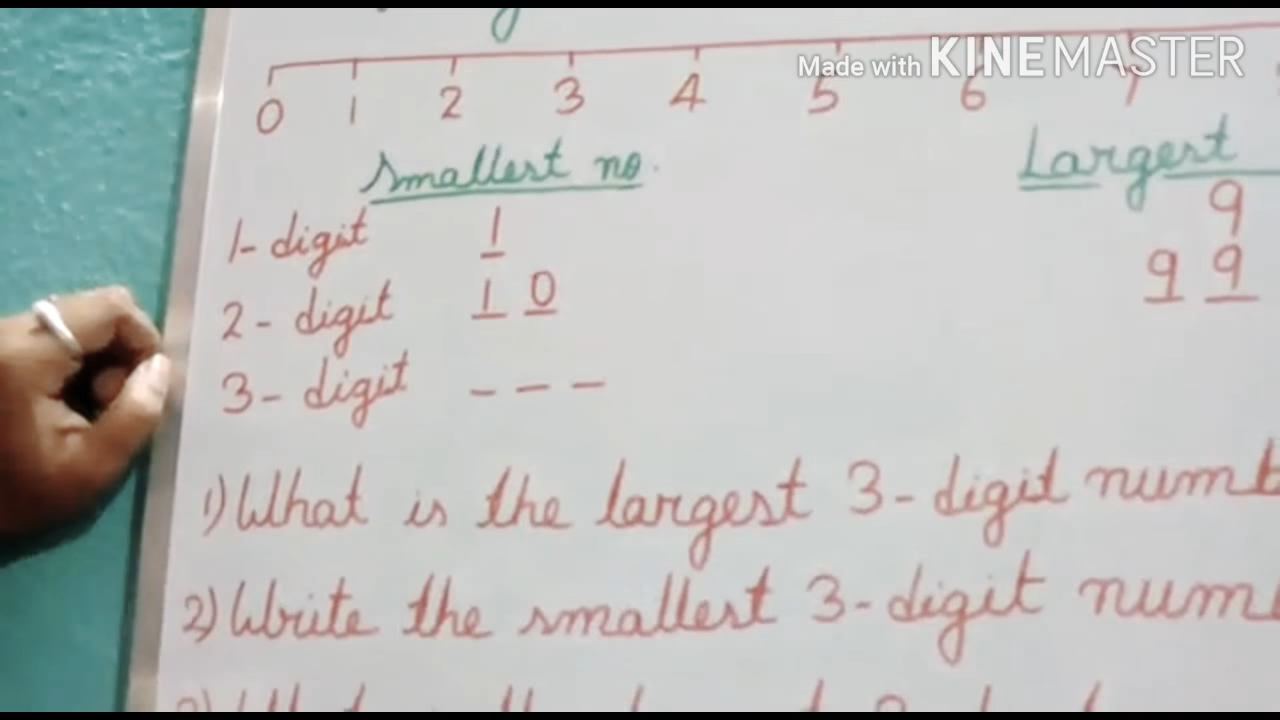 Made with KINEMASTER
0 1 2 3 4 5 6 7
Smallest no. Largest
1- digit 1 9
2- digit 1 0 9 9
3- digit - - -
1) What is the largest 3-digit
2) Write the smallest 3-digit